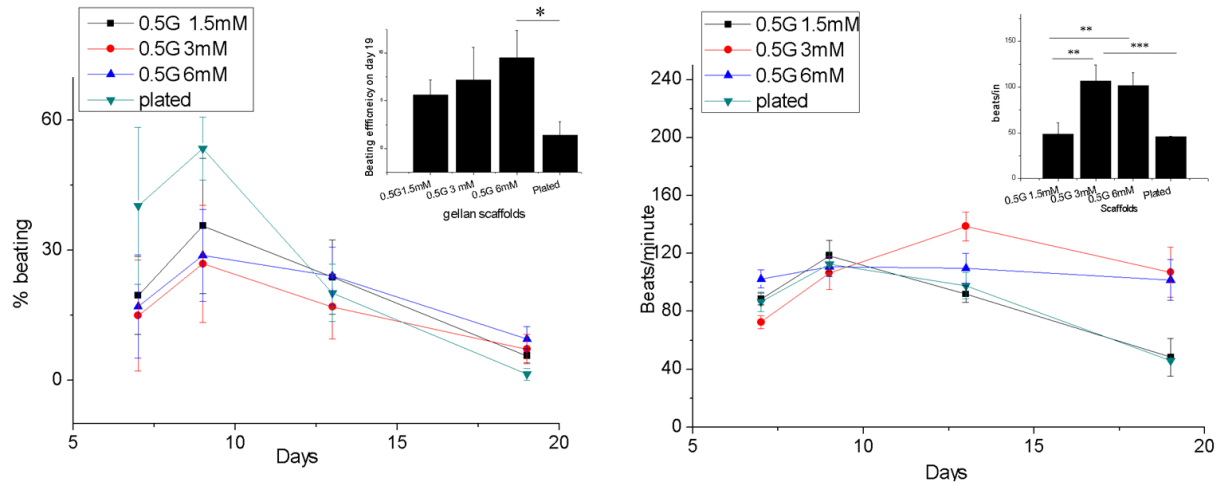 0.5G 1.5mM
0.5G 3mM
0.5G 6mM
plated
60
30
0
% beating
5
10
15
20
Days
Beating efficneicy on day 19
*
0.5G1.5mM
0.5G 3 mM
0.5G 6mM
Plated
gellan scaffolds
0.5G 1.5mM
0.5G 3mM
0.5G 6mM
plated
240
200
160
120
80
40
0
Beats/minute
5
10
15
20
Days
beats/in
150
100
50
0
**
**
***
0.5G 1.5mM
0.5G 3mM
0.5G 6mM
Plated
Scaffolds